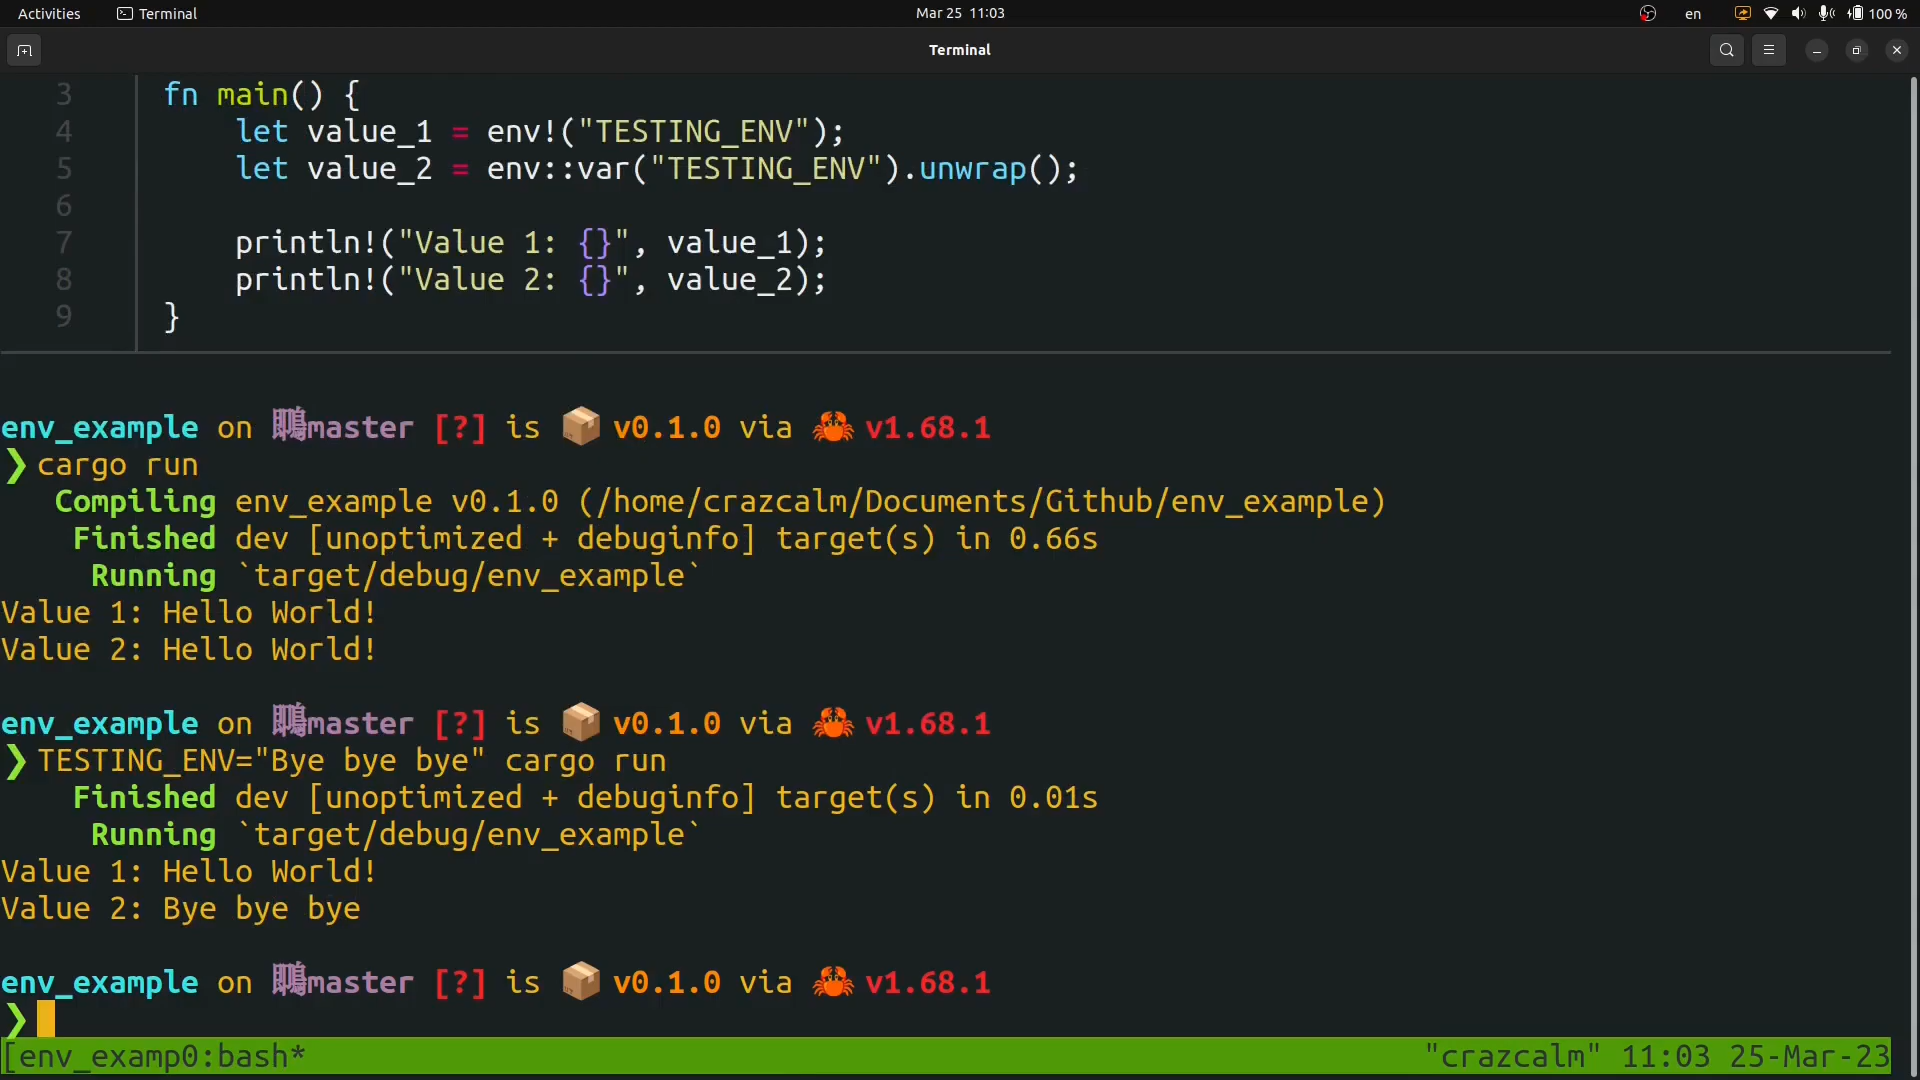 Activities Terminal Mar 25 11:03 en 100 %
Terminal
3 fn main() {
4 let value_1 = env!("TESTING_ENV");
5 let value_2 = env::var("TESTING_ENV").unwrap();
6
7 println!("Value 1: {}", value_1);
8 println!("Value 2: {}", value_2);
9 }
env_example on master [?] is 📦 v0.1.0 via 🦀 v1.68.1
❯ cargo run
Compiling env_example v0.1.0 (/home/crazcalm/Documents/Github/env_example)
Finished dev [unoptimized + debuginfo] target(s) in 0.66s
Running `target/debug/env_example`
Value 1: Hello World!
Value 2: Hello World!
env_example on master [?] is 📦 v0.1.0 via 🦀 v1.68.1
❯ TESTING_ENV="Bye bye bye" cargo run
Finished dev [unoptimized + debuginfo] target(s) in 0.01s
Running `target/debug/env_example`
Value 1: Hello World!
Value 2: Bye bye bye
env_example on master [?] is 📦 v0.1.0 via 🦀 v1.68.1
❯
[env_examp0:bash* "crazcalm" 11:03 25-Mar-23